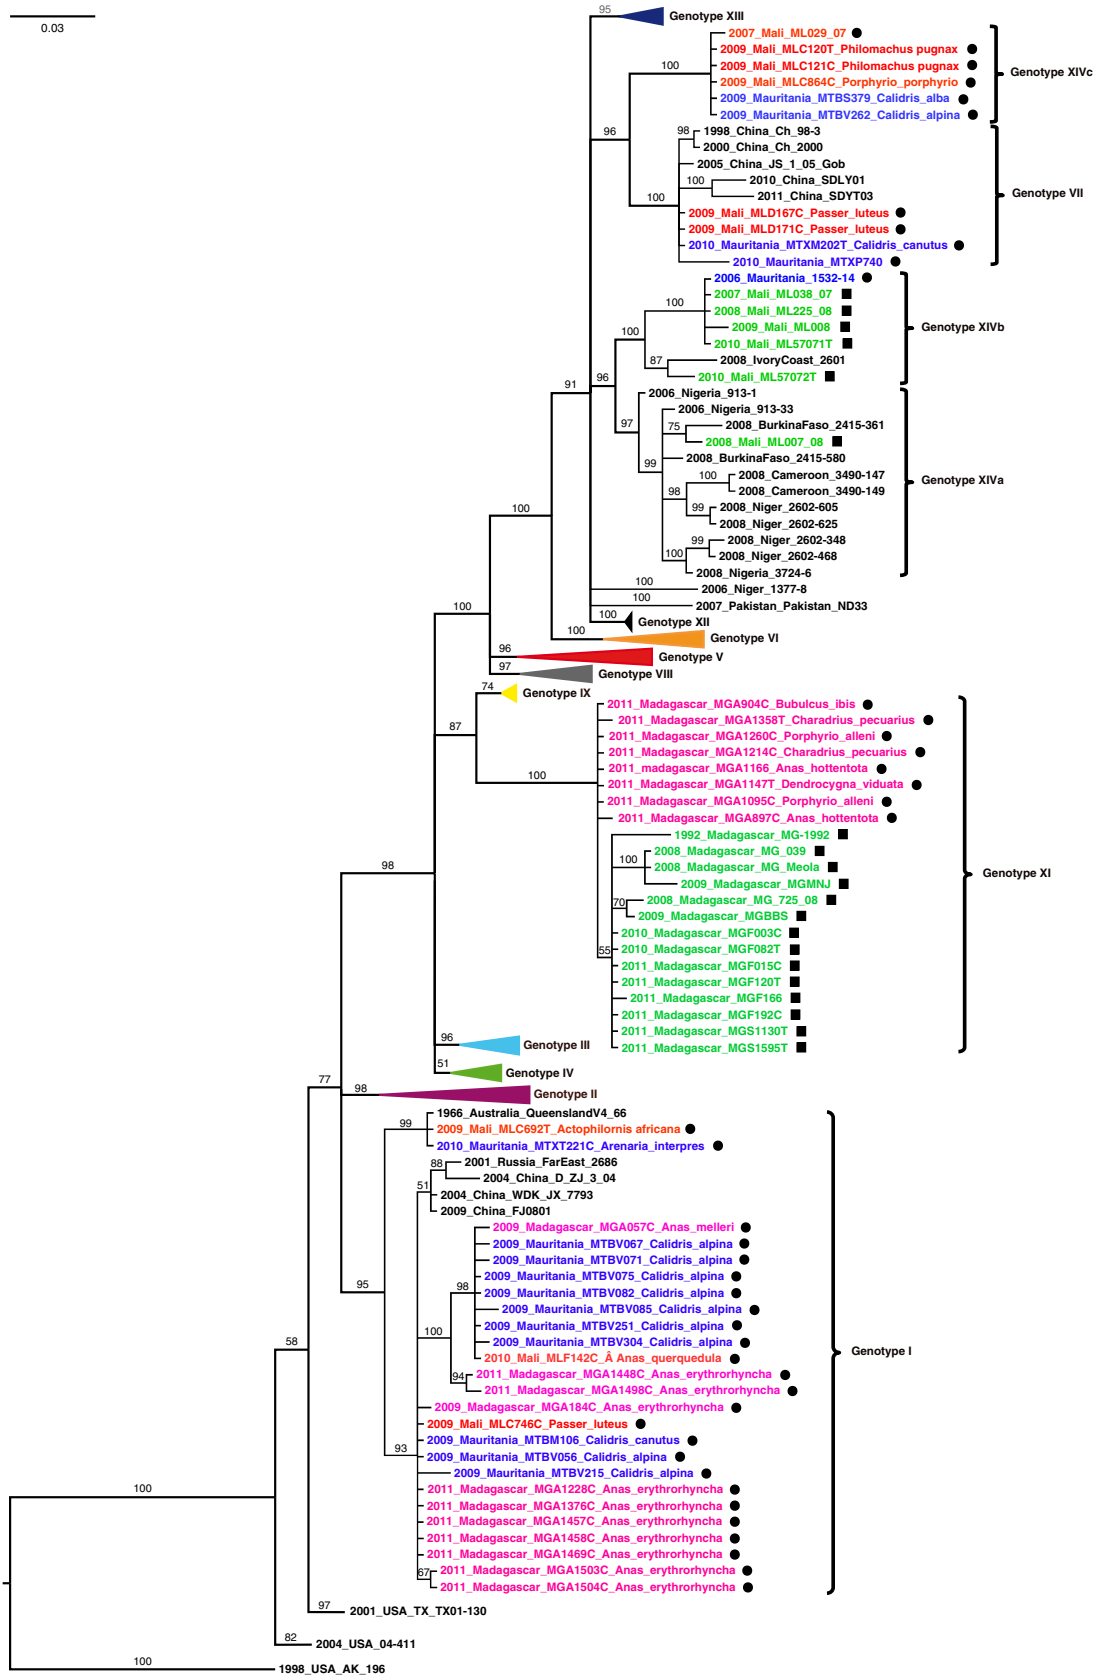 0.03
95
Genotype XIII
2007_Mali_ML029_07
2009_Mali_MLC120T_Philomachus pugnax
2009_Mali_MLC121C_Philomachus pugnax
100
Genotype XIVc
2009_Mali_MLC864C_Porphyrio_porphyrio
2009_Mauritania_MTBS379_Calidris_alba
2009_Mauritania_MTBV262_Calidris_alpina
96
98
1998_China_Ch_98-3
2000_China_Ch_2000
2005_China_JS_1_05_Gob
100
2010_China_SDLY01
2011_China_SDYT03
Genotype VII
100
2009_Mali_MLD167C_Passer_luteus
2009_Mali_MLD171C_Passer_luteus
2010_Mauritania_MTXM202T_Calidris_canutus
2010_Mauritania_MTXP740
2006_Mauritania_1532-14
2007_Mali_ML038_07
100
2008_Mali_ML225_08
2009_Mali_ML008
Genotype XIVb
100
2010_Mali_ML57071T
87
2008_IvoryCoast_2601
2010_Mali_ML57072T
91
96
2006_Nigeria_913-1
2006_Nigeria_913-33
97
75
2008_BurkinaFaso_2415-361
2008_Mali_ML007_08
99
2008_BurkinaFaso_2415-580
100
2008_Cameroon_3490-147
2008_Cameroon_3490-149
Genotype XIVa
98
99
2008_Niger_2602-605
2008_Niger_2602-625
100
99
2008_Niger_2602-348
2008_Niger_2602-468
100
2008_Nigeria_3724-6
100
2006_Niger_1377-8
100
2007_Pakistan_Pakistan_ND33
100
Genotype XII
100
100
Genotype VI
96
Genotype V
97
Genotype VIII
74
Genotype IX
87
2011_Madagascar_MGA904C_Bubulcus_ibis
2011_Madagascar_MGA1358T_Charadrius_pecuarius
2011_Madagascar_MGA1260C_Porphyrio_alleni
2011_Madagascar_MGA1214C_Charadrius_pecuarius
2011_madagascar_MGA1166_Anas_hottentota
100
2011_Madagascar_MGA1147T_Dendrocygna_viduata
2011_Madagascar_MGA1095C_Porphyrio_alleni
2011_Madagascar_MGA897C_Anas_hottentota
1992_Madagascar_MG-1992
2008_Madagascar_MG_039
100
2008_Madagascar_MG_Meola
98
Genotype XI
2009_Madagascar_MGMNJ
70
2008_Madagascar_MG_725_08
2009_Madagascar_MGBBS
2010_Madagascar_MGF003C
2010_Madagascar_MGF082T
55
2011_Madagascar_MGF015C
2011_Madagascar_MGF120T
2011_Madagascar_MGF166
2011_Madagascar_MGF192C
2011_Madagascar_MGS1130T
2011_Madagascar_MGS1595T
96
Genotype III
51
Genotype IV
77
98
Genotype II
1966_Australia_QueenslandV4_66
99
2009_Mali_MLC692T_Actophilornis africana
2010_Mauritania_MTXT221C_Arenaria_interpres
88
2001_Russia_FarEast_2686
2004_China_D_ZJ_3_04
51
2004_China_WDK_JX_7793
2009_China_FJ0801
2009_Madagascar_MGA057C_Anas_melleri
2009_Mauritania_MTBV067_Calidris_alpina
2009_Mauritania_MTBV071_Calidris_alpina
2009_Mauritania_MTBV075_Calidris_alpina
95
98
2009_Mauritania_MTBV082_Calidris_alpina
2009_Mauritania_MTBV085_Calidris_alpina
2009_Mauritania_MTBV251_Calidris_alpina
100
2009_Mauritania_MTBV304_Calidris_alpina
58
Genotype I
2010_Mali_MLF142C_Â Anas_querquedula
94
2011_Madagascar_MGA1448C_Anas_erythrorhyncha
2011_Madagascar_MGA1498C_Anas_erythrorhyncha
2009_Madagascar_MGA184C_Anas_erythrorhyncha
2009_Mali_MLC746C_Passer_luteus
2009_Mauritania_MTBM106_Calidris_canutus
93
2009_Mauritania_MTBV056_Calidris_alpina
2009_Mauritania_MTBV215_Calidris_alpina
100
2011_Madagascar_MGA1228C_Anas_erythrorhyncha
2011_Madagascar_MGA1376C_Anas_erythrorhyncha
2011_Madagascar_MGA1457C_Anas_erythrorhyncha
2011_Madagascar_MGA1458C_Anas_erythrorhyncha
2011_Madagascar_MGA1469C_Anas_erythrorhyncha
67
2011_Madagascar_MGA1503C_Anas_erythrorhyncha
2011_Madagascar_MGA1504C_Anas_erythrorhyncha
97
2001_USA_TX_TX01-130
82
2004_USA_04-411
100
1998_USA_AK_196